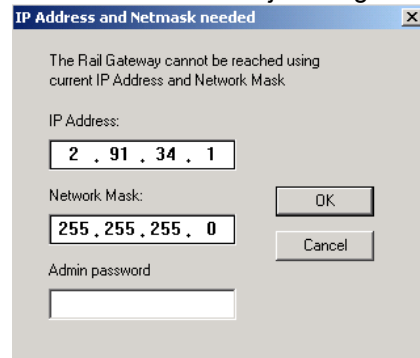 IP Address and Netmask needed
The Rail Gateway cannot be reached using
current IP Address and Network Mask
IP Address:
2 . 91 . 34 . 1
Network Mask:
OK
255 . 255 . 255 . 0
Cancel
Admin password